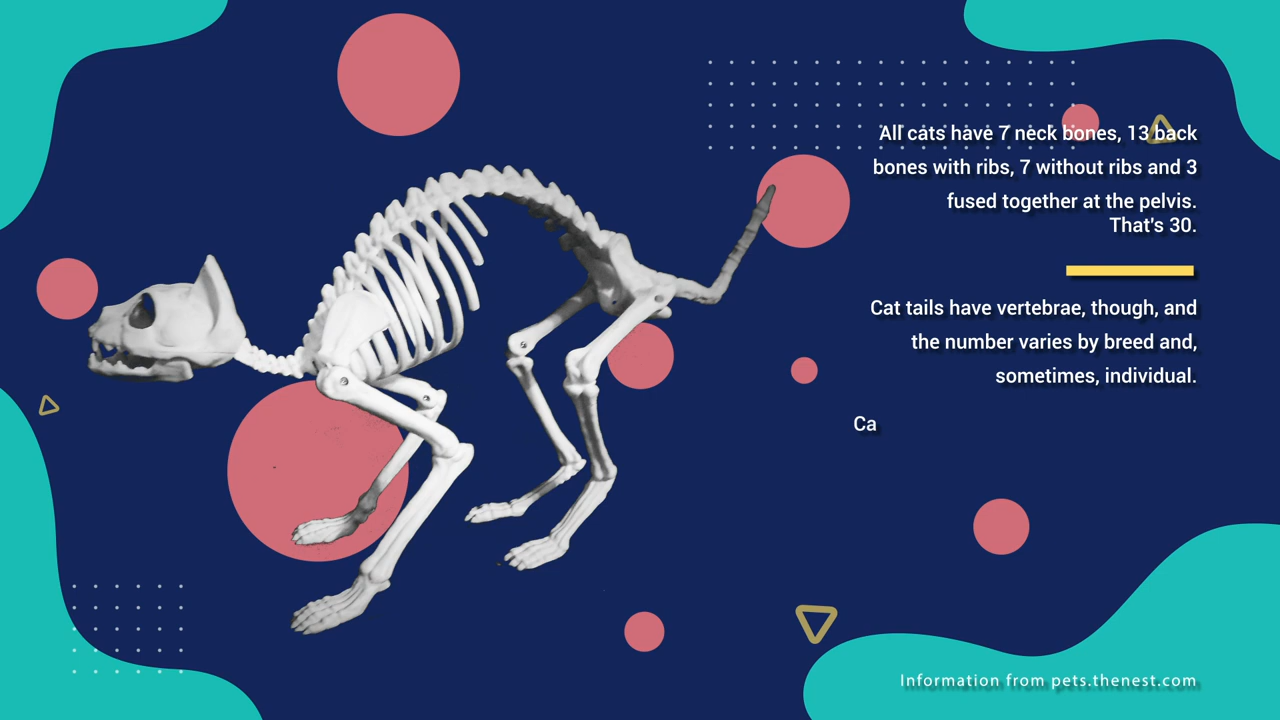 All cats have 7 neck bones, 13 back
bones with ribs, 7 without ribs and 3
fused together at the pelvis.
That's 30.
Cat tails have vertebrae, though, and
the number varies by breed and,
sometimes, individual.
Ca
Information from pets.thenest.com